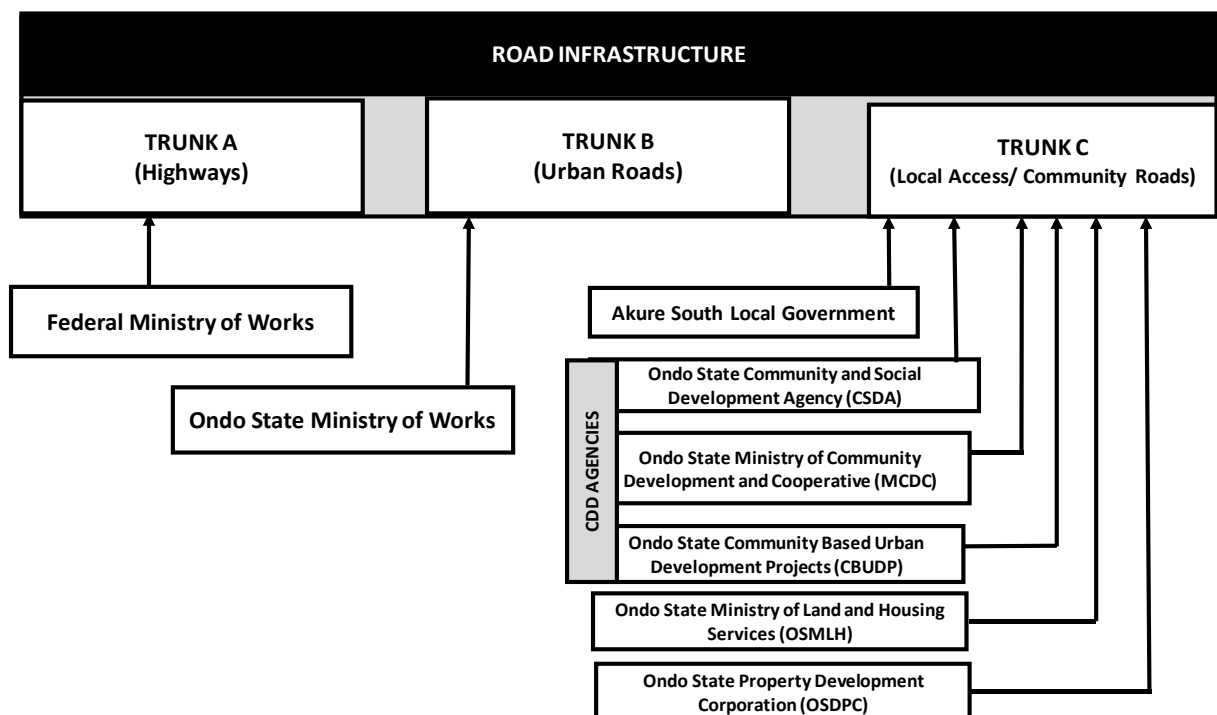 ROAD INFRASTRUCTURE
TRUNK A
(Highways)
TRUNK B
(Urban Roads)
TRUNK C
(Local Access/ Community Roads)
Federal Ministry of Works
Ondo State Ministry of Works
Akure South Local Government
CDD AGENCIES
Ondo State Community and Social
Development Agency (CSDA)
Ondo State Ministry of Community
Development and Cooperative (MCDC)
Ondo State Community Based Urban
Development Projects (CBUDP)
Ondo State Ministry of Land and Housing
Services (OSMLH)
Ondo State Property Development
Corporation (OSDPC)